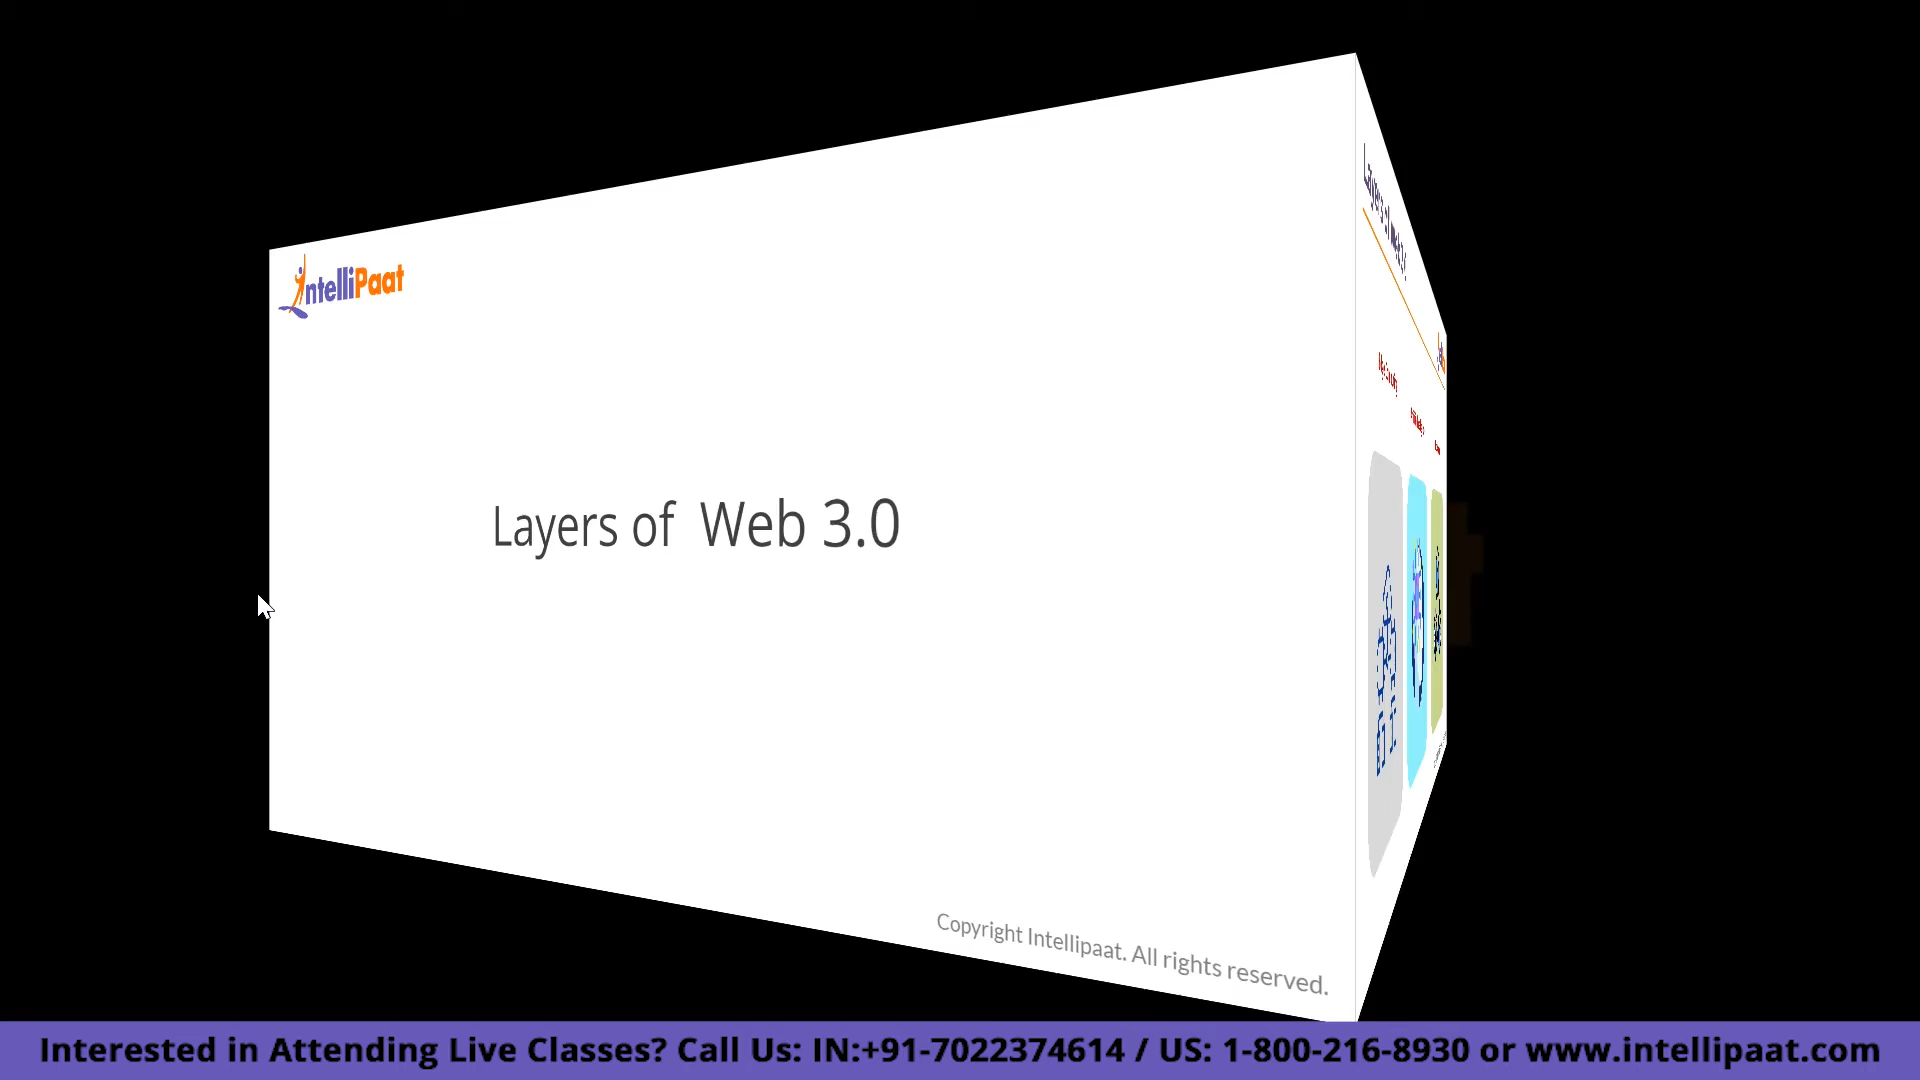 IntelliPaat
Layers of Web 3.0
Copyright Intellipaat. All rights reserved.
Interested in Attending Live Classes? Call Us: IN:+91-7022374614 / US: 1-800-216-8930 or www.intellipaat.com